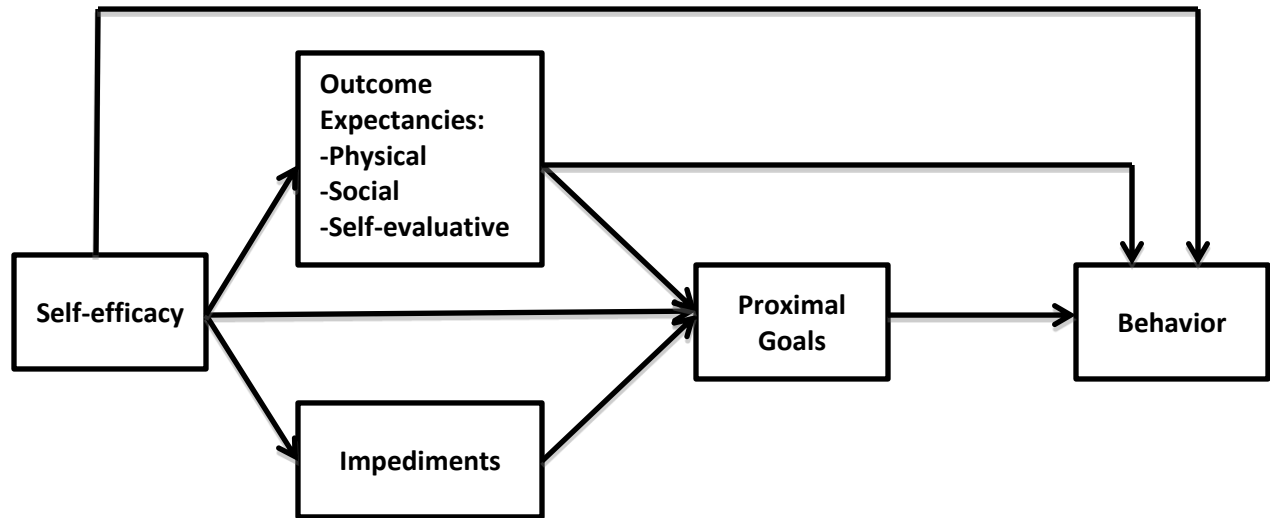 Outcome
Expectancies:
-Physical
-Social
-Self-evaluative
Self-efficacy
Proximal
Goals
Behavior
Impediments